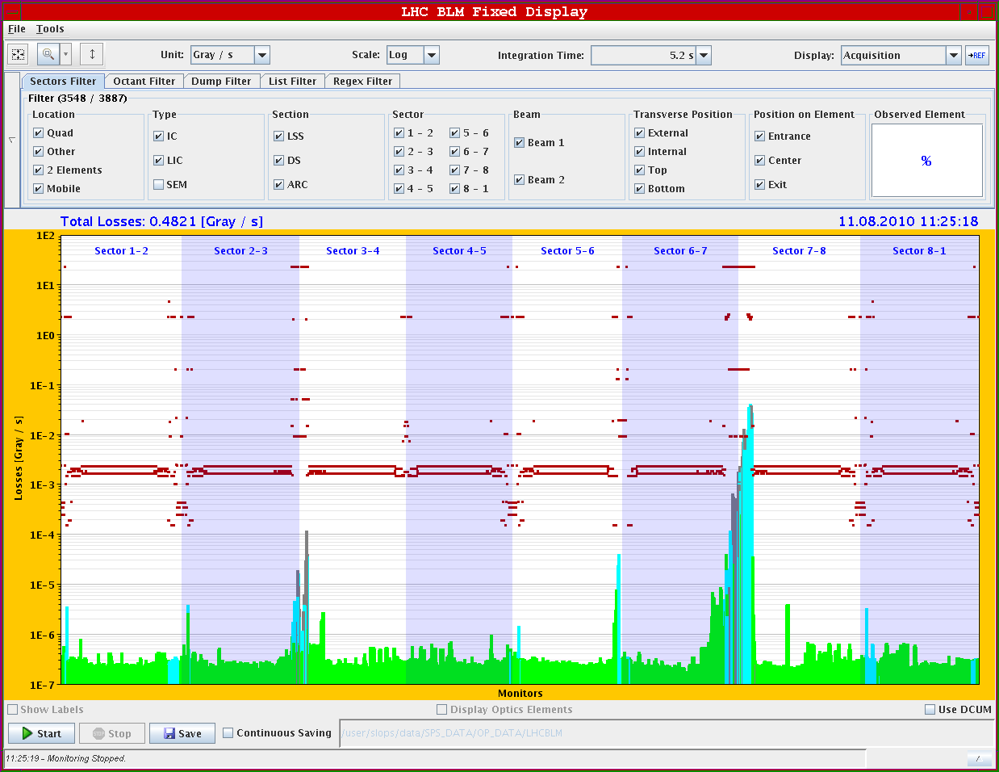 LHC BLM Fixed Display
File Tools
Unit: Gray / s Scale: Log Integration Time: 5.2 s Display: Acquisition →REF
Sectors Filter Octant Filter Dump Filter List Filter Regex Filter
Filter (3548 / 3887)
Location Type Section Sector Beam Transverse Position Position on Element Observed Element
Quad IC LSS 1 - 2 5 - 6 Beam 1 External Entrance
Other LIC DS 2 - 3 6 - 7 Internal Center %
2 Elements SEM ARC 3 - 4 7 - 8 Beam 2 Top Exit
Mobile 4 - 5 8 - 1 Bottom
Total Losses: 0.4821 [Gray / s] 11.08.2010 11:25:18
Sector 1-2 Sector 2-3 Sector 3-4 Sector 4-5 Sector 5-6 Sector 6-7 Sector 7-8 Sector 8-1
1E2
1E1
1E0
1E-1
1E-2
1E-3
1E-4
1E-5
1E-6
1E-7
Losses [Gray / s]
Monitors
Show Labels Display Optics Elements Use DCUM
Start STOP Stop Save Continuous Saving /user/slops/data/SPS_DATA/OP_DATA/LHCBLM
11:25:19 - Monitoring Stopped.